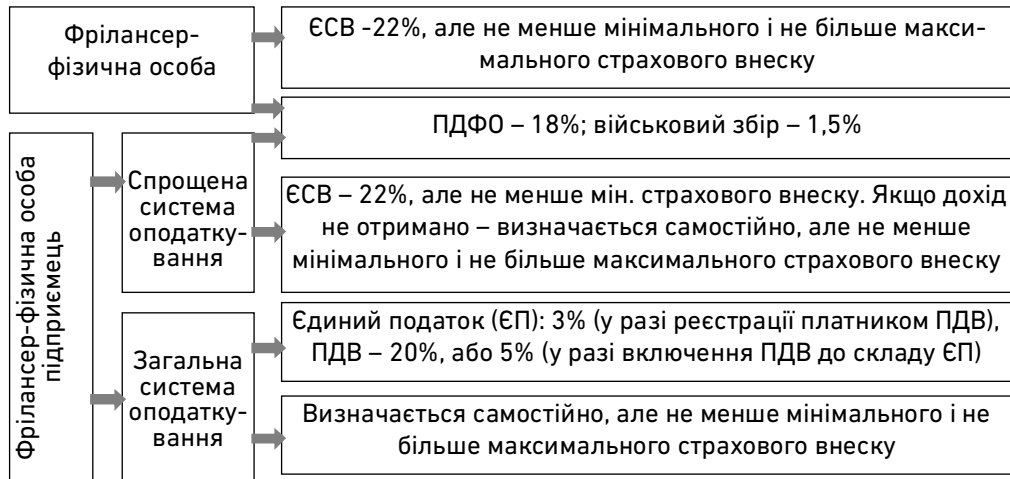 Фрілансер-
фізична особа
ЄСВ -22%, але не менше мінімального і не більше макси-
мального страхового внеску
ПДФО – 18%; військовий збір – 1,5%
Фрілансер-фізична особа
підприємець
Спрощена
система
оподатку-
вання
ЄСВ – 22%, але не менше мін. страхового внеску. Якщо дохід
не отримано – визначається самостійно, але не менше
мінімального і не більше максимального страхового внеску
Загальна
система
оподатку-
вання
Єдиний податок (ЄП): 3% (у разі реєстрації платником ПДВ),
ПДВ – 20%, або 5% (у разі включення ПДВ до складу ЄП)
Визначається самостійно, але не менше мінімального і не
більше максимального страхового внеску